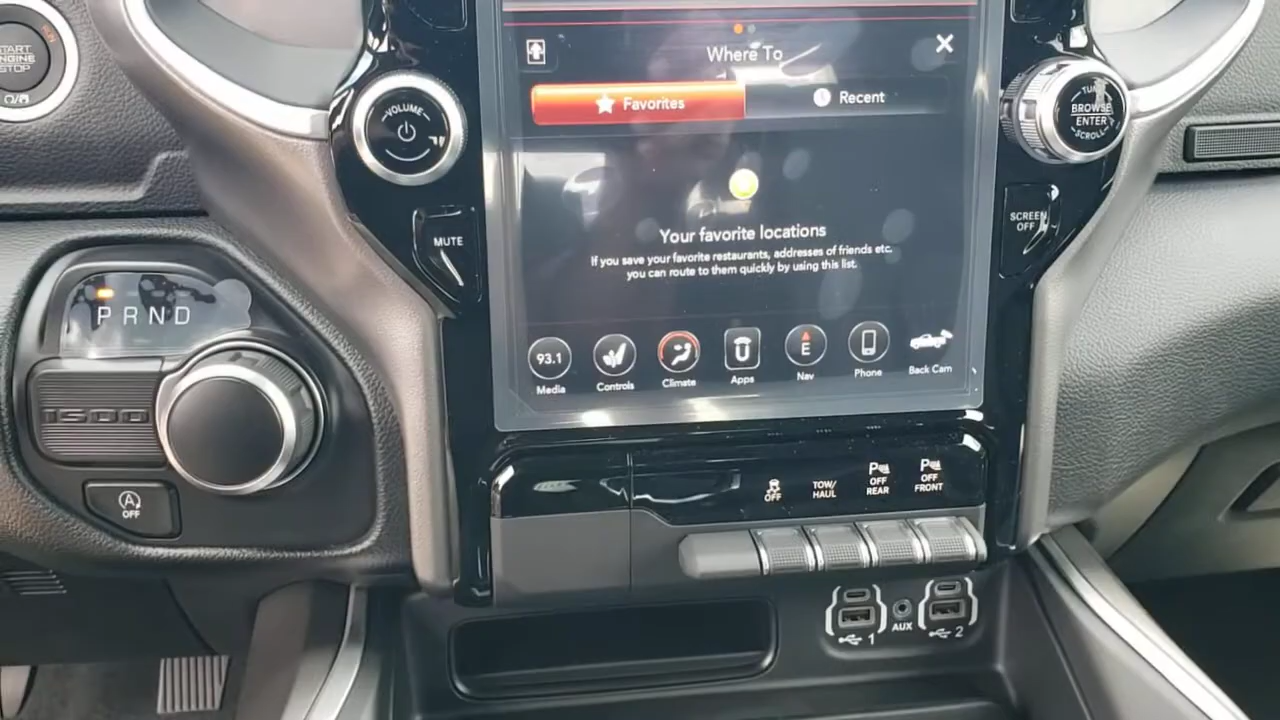 START
ENGINE
STOP
VOLUME
MUTE
P R N D
1500
OFF
Where To
X
Favorites
Recent
Your favorite locations
If you save your favorite restaurants, addresses of friends etc.
you can route to them quickly by using this list.
93.1
E
Media
Controls
Climate
Apps
Nav
Phone
Back Cam
TUNE
BROWSE
ENTER
SCROLL
SCREEN
OFF
OFF
TOW/
HAUL
P
OFF
REAR
P
OFF
FRONT
1
AUX
2